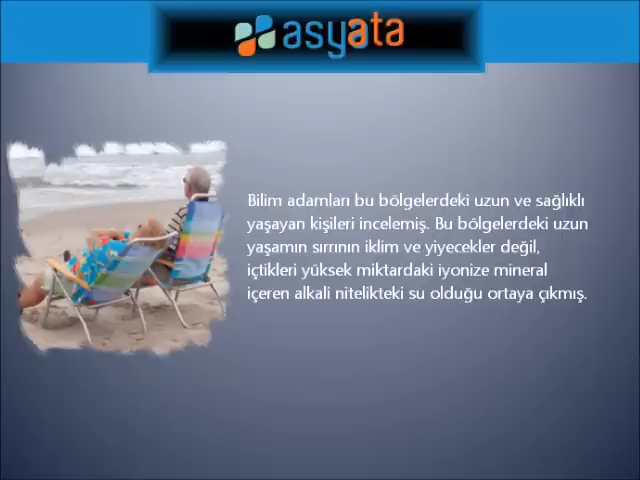 asyata
Bilim adamları bu bölgelerdeki uzun ve sağlıklı
yaşayan kişileri incelemiş. Bu bölgelerdeki uzun
yaşamın sırrının iklim ve yiyecekler değil,
içtikleri yüksek miktardaki iyonize mineral
içeren alkali nitelikteki su olduğu ortaya çıkmış.